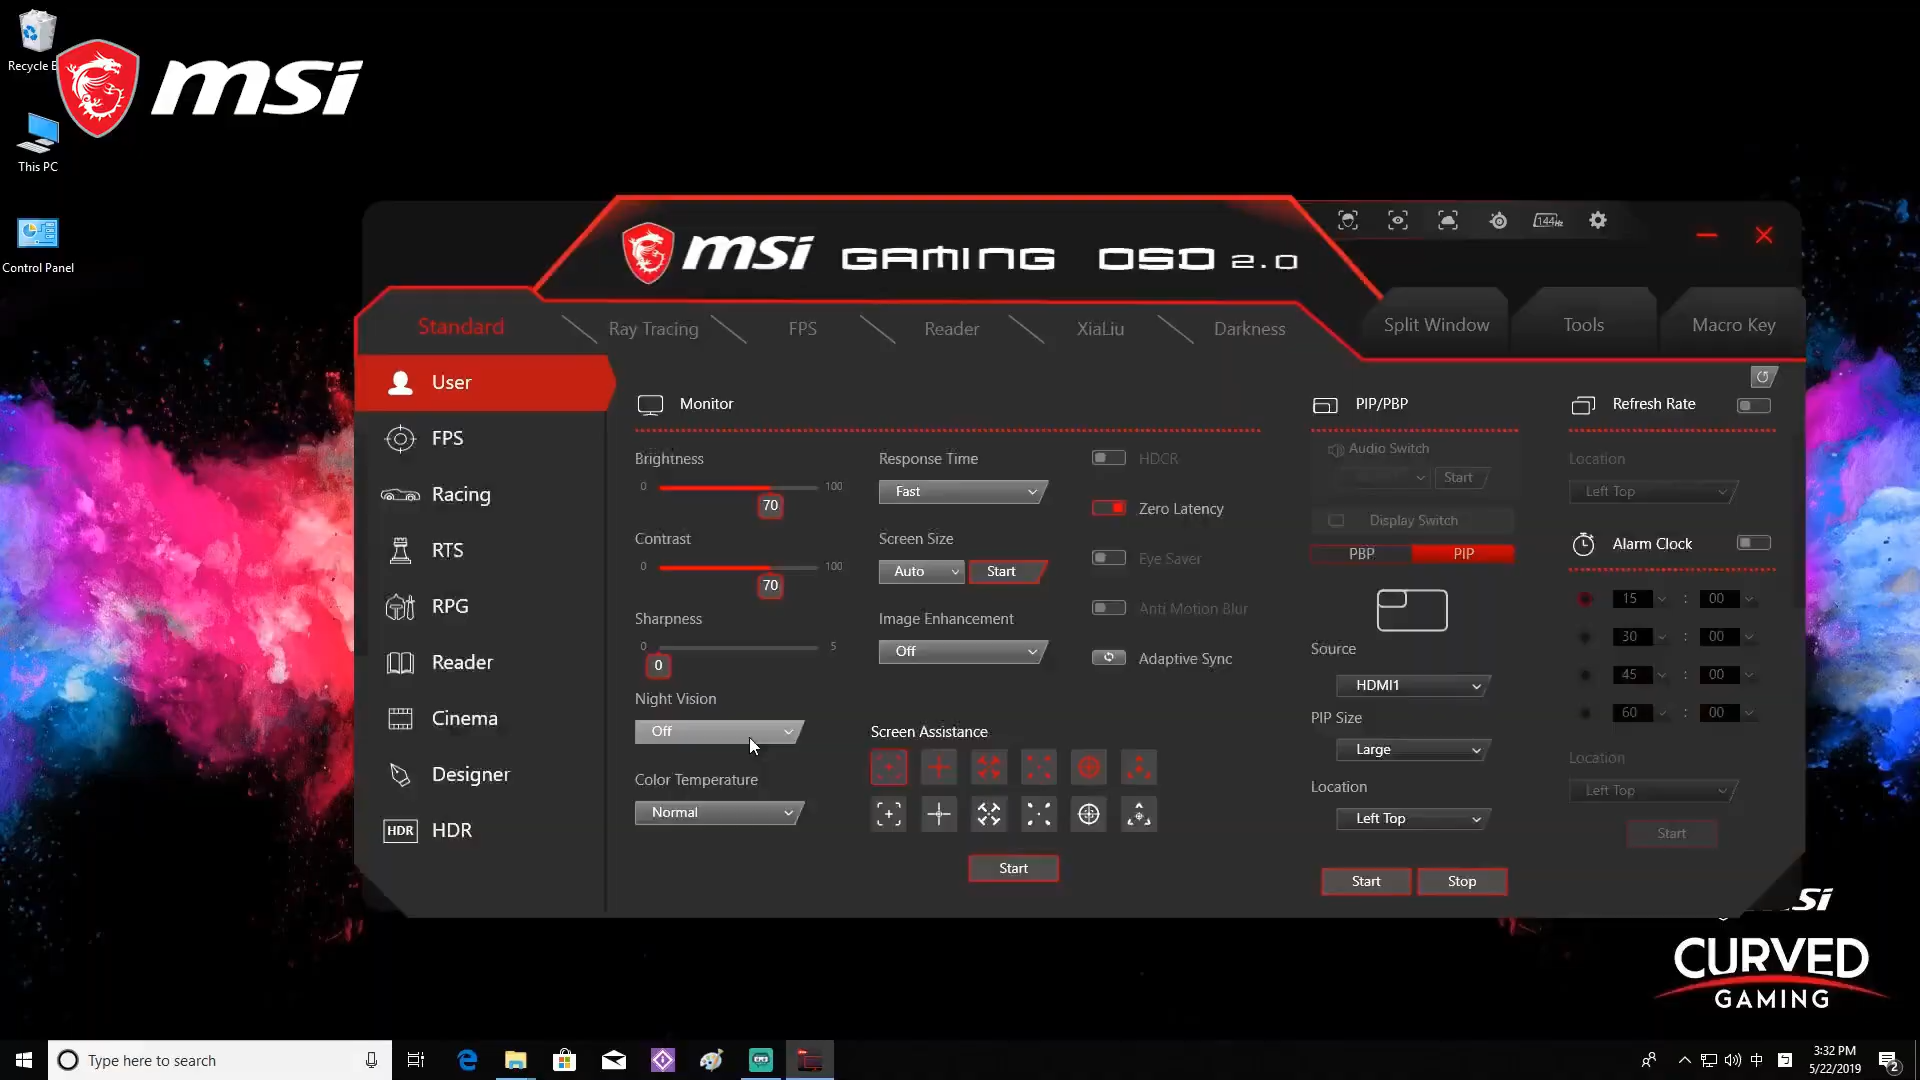 Recycle B
msi
This PC
Control Panel
msi GAMING OSD 2.0
144Hz
Standard
Ray Tracing
FPS
Reader
XiaLiu
Darkness
Split Window
Tools
Macro Key
User
FPS
Racing
RTS
RPG
Reader
Cinema
Designer
HDR HDR
Monitor
Brightness
0 100
70
Contrast
0 100
70
Sharpness
0 5
0
Night Vision
Off
Color Temperature
Normal
Response Time
Fast
Screen Size
Auto Start
Image Enhancement
Off
Screen Assistance
Start
HDCR
Zero Latency
Eye Saver
Anti Motion Blur
Adaptive Sync
PIP/PBP
Audio Switch
Start
Display Switch
PBP PIP
Source
HDMI1
PIP Size
Large
Location
Left Top
Start Stop
Refresh Rate
Location
Left Top
Alarm Clock
15 : 00
30 : 00
45 : 00
60 : 00
Location
Left Top
Start
si
CURVED
GAMING
Type here to search
中
3:32 PM
5/22/2019
2